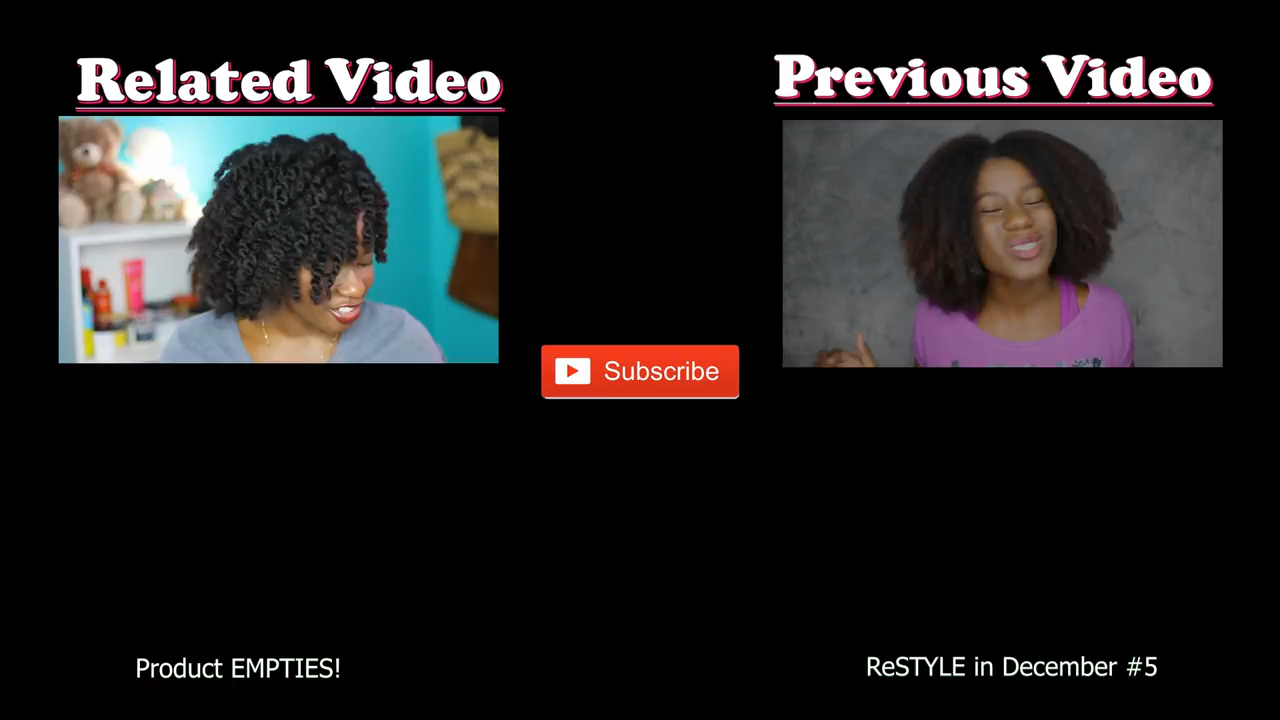 Related Video
Previous Video
Subscribe
Product EMPTIES!
ReSTYLE in December #5